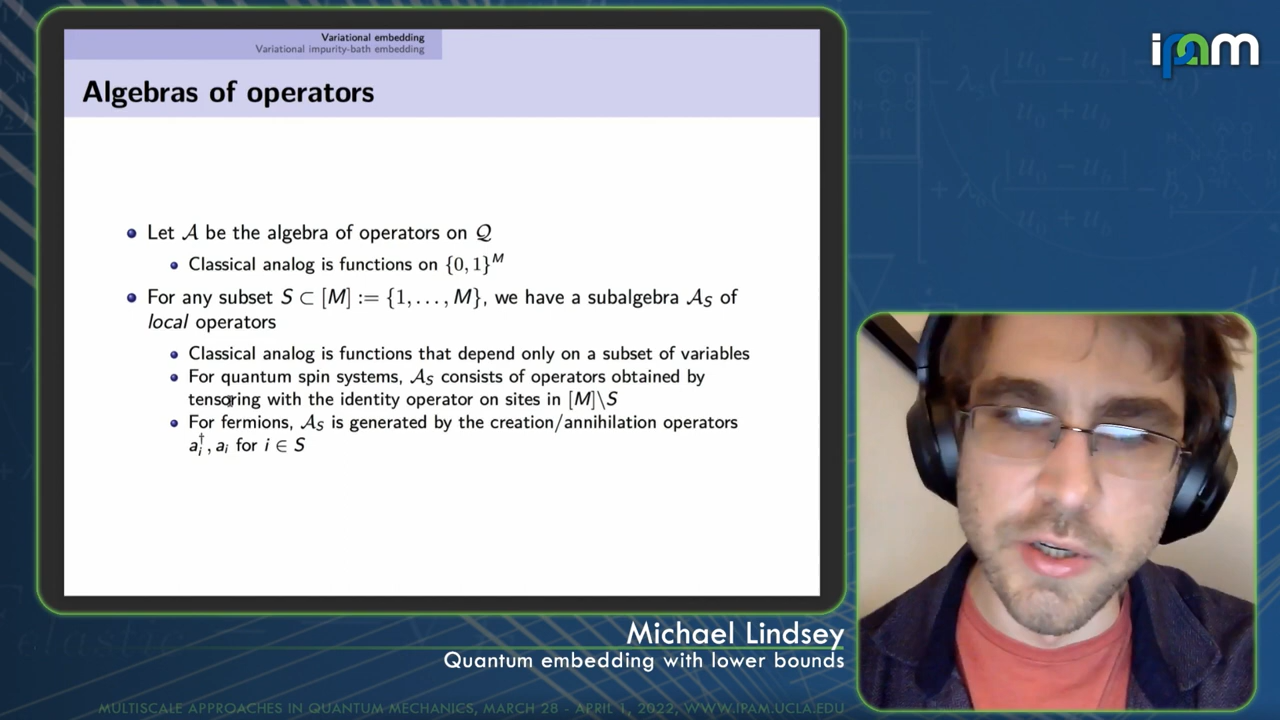 Variational embedding
Variational impurity-bath embedding
Algebras of operators
Let 𝒜 be the algebra of operators on 𝒬
Classical analog is functions on {0, 1}^M
For any subset S ⊂ [M] := {1, . . . , M}, we have a subalgebra 𝒜_S of
local operators
Classical analog is functions that depend only on a subset of variables
For quantum spin systems, 𝒜_S consists of operators obtained by
tensoring with the identity operator on sites in [M]\S
For fermions, 𝒜_S is generated by the creation/annihilation operators
a_i^†, a_i for i ∈ S
ipam
Michael Lindsey
Quantum embedding with lower bounds
MULTISCALE APPROACHES IN QUANTUM MECHANICS, MARCH 28 - APRIL 1, 2022, WWW.IPAM.UCLA.EDU